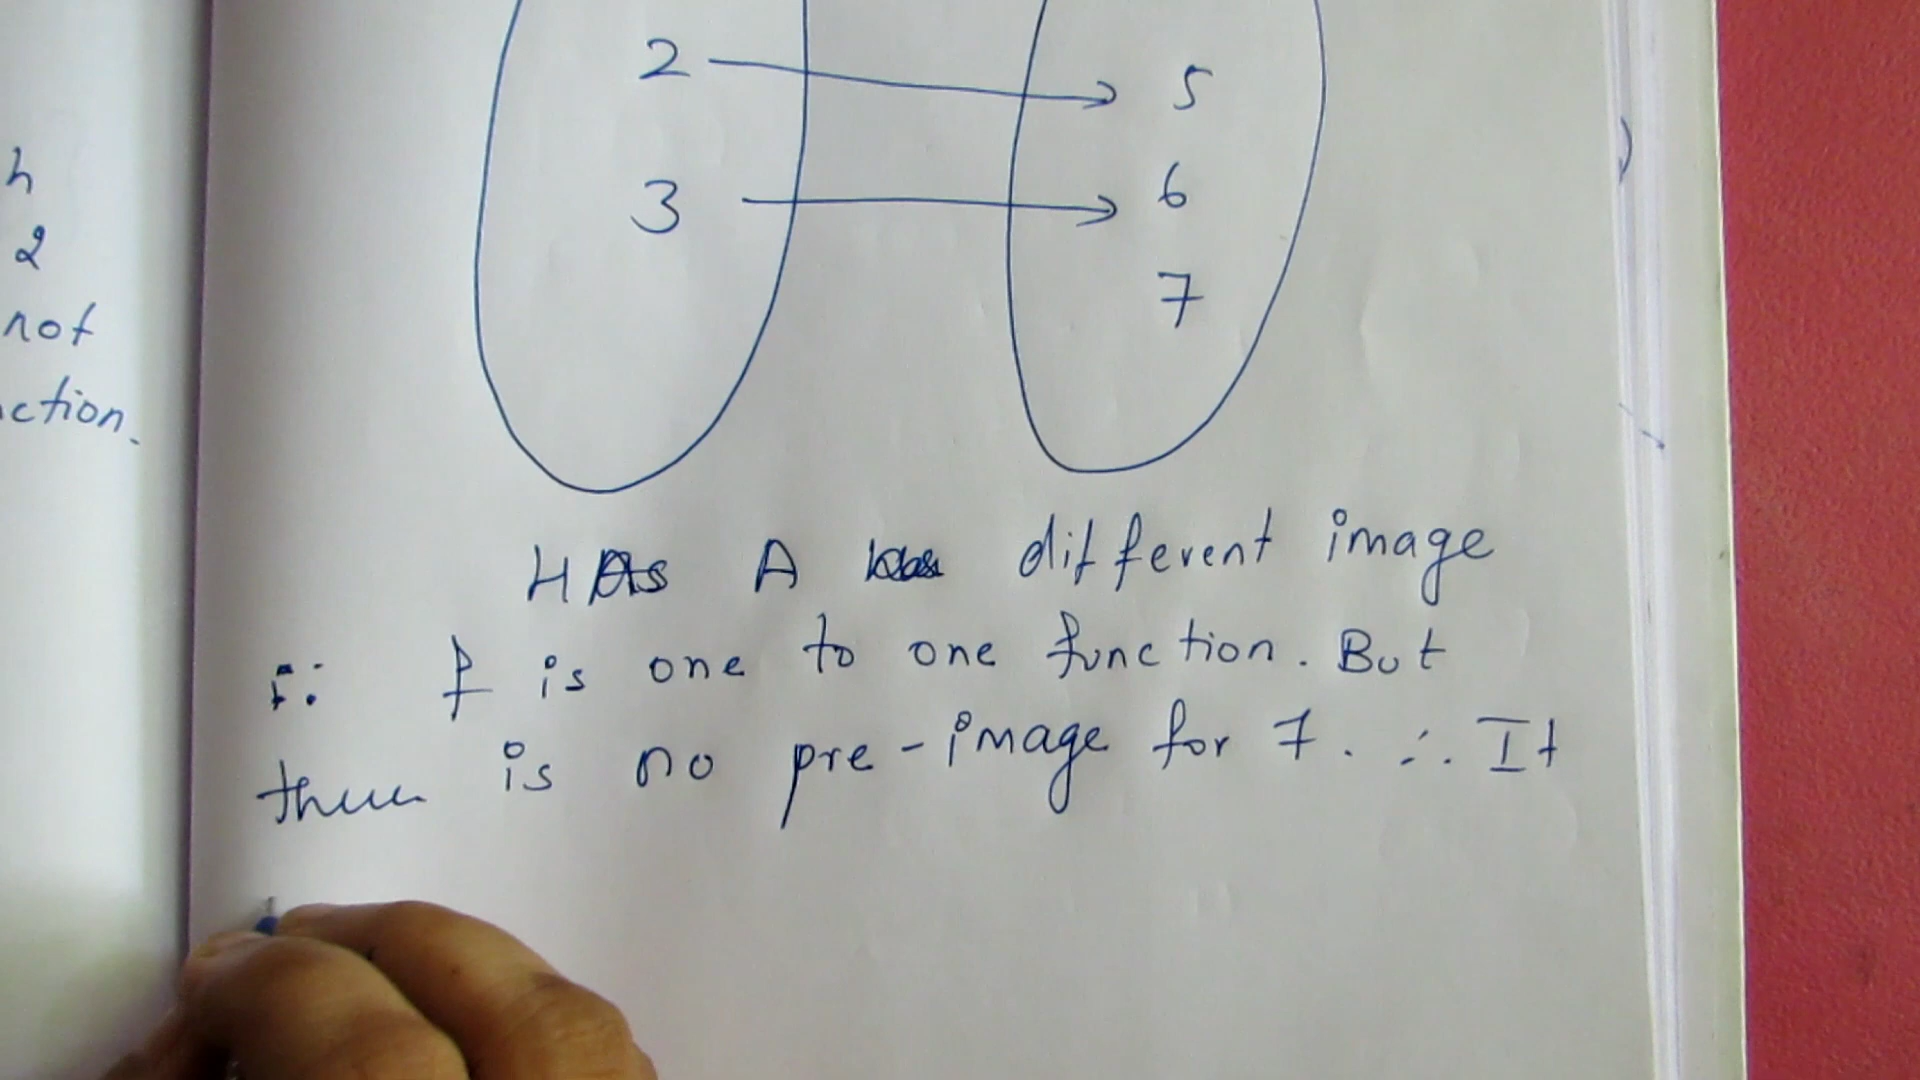 2 5
3 6
7
h
2
not
ction.
HAs A has different image
f is one to one function. But
there is no pre-image for 7. ∴ It